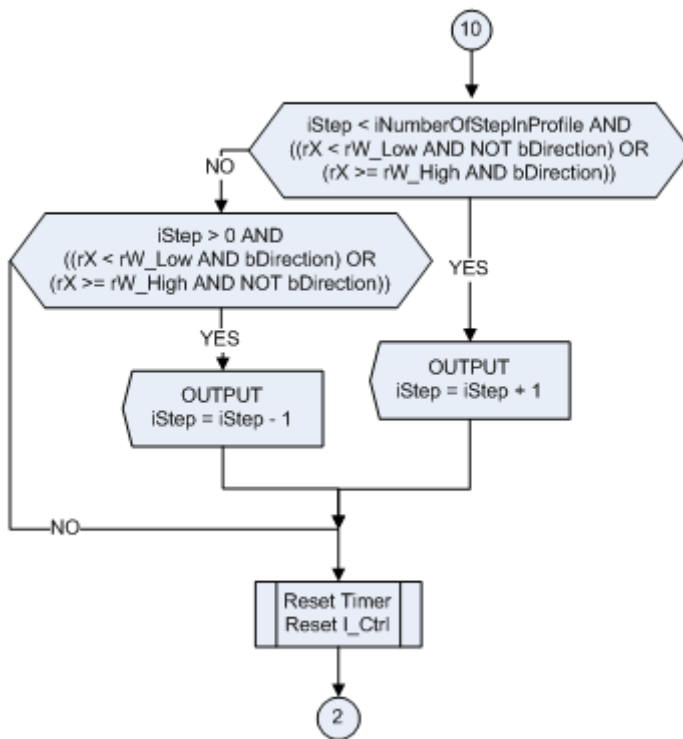 10
iStep < iNumberOfStepInProfile AND
((rX < rW_Low AND NOT bDirection) OR
(rX >= rW_High AND bDirection))
NO
iStep > 0 AND
((rX < rW_Low AND bDirection) OR
(rX >= rW_High AND NOT bDirection))
YES
YES
OUTPUT
iStep = iStep + 1
OUTPUT
iStep = iStep - 1
NO
Reset Timer
Reset I_Ctrl
2